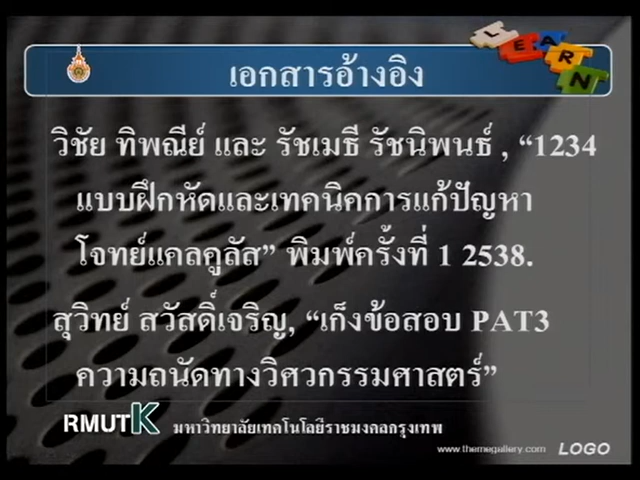 LEARN
เอกสารอ้างอิง
วิชัย ทิพณีย์ และ รัชเมธี รัชนิพนธ์ , “1234
แบบฝึกหัดและเทคนิคการแก้ปัญหา
โจทย์แคลคูลัส” พิมพ์ครั้งที่ 1 2538.
สุวิทย์ สวัสดิ์เจริญ, “เก็งข้อสอบ PAT3
ความถนัดทางวิศวกรรมศาสตร์”
RMUTK มหาวิทยาลัยเทคโนโลยีราชมงคลกรุงเทพ
www.themegallery.com LOGO